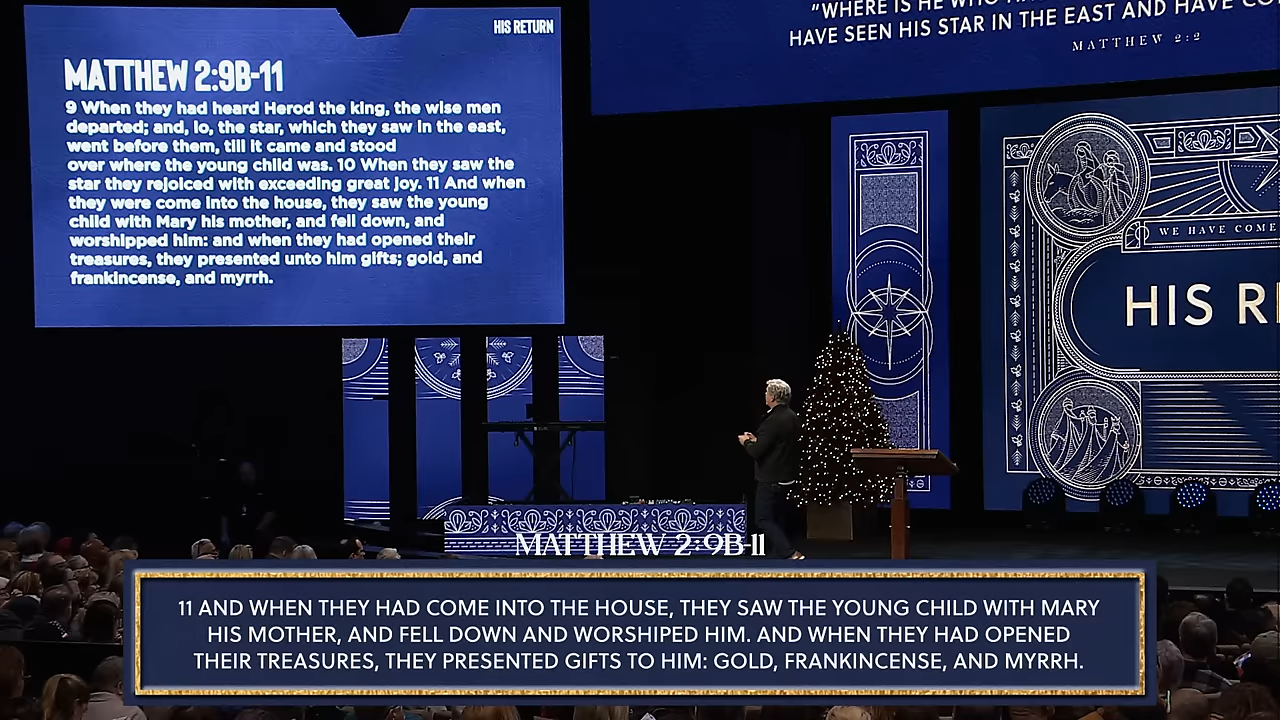 HIS RETURN
MATTHEW 2:9B-11
9 When they had heard Herod the king, the wise men
departed; and, lo, the star, which they saw in the east,
went before them, till it came and stood
over where the young child was. 10 When they saw the
star they rejoiced with exceeding great joy. 11 And when
they were come into the house, they saw the young
child with Mary his mother, and fell down, and
worshipped him: and when they had opened their
treasures, they presented unto him gifts; gold, and
frankincense, and myrrh.
"WHERE IS HE WHO
HAVE SEEN HIS STAR IN THE EAST AND HAVE CO
MATTHEW 2:2
WE HAVE COME
HIS RE
MATTHEW 2:9B-11
11 AND WHEN THEY HAD COME INTO THE HOUSE, THEY SAW THE YOUNG CHILD WITH MARY
HIS MOTHER, AND FELL DOWN AND WORSHIPED HIM. AND WHEN THEY HAD OPENED
THEIR TREASURES, THEY PRESENTED GIFTS TO HIM: GOLD, FRANKINCENSE, AND MYRRH.